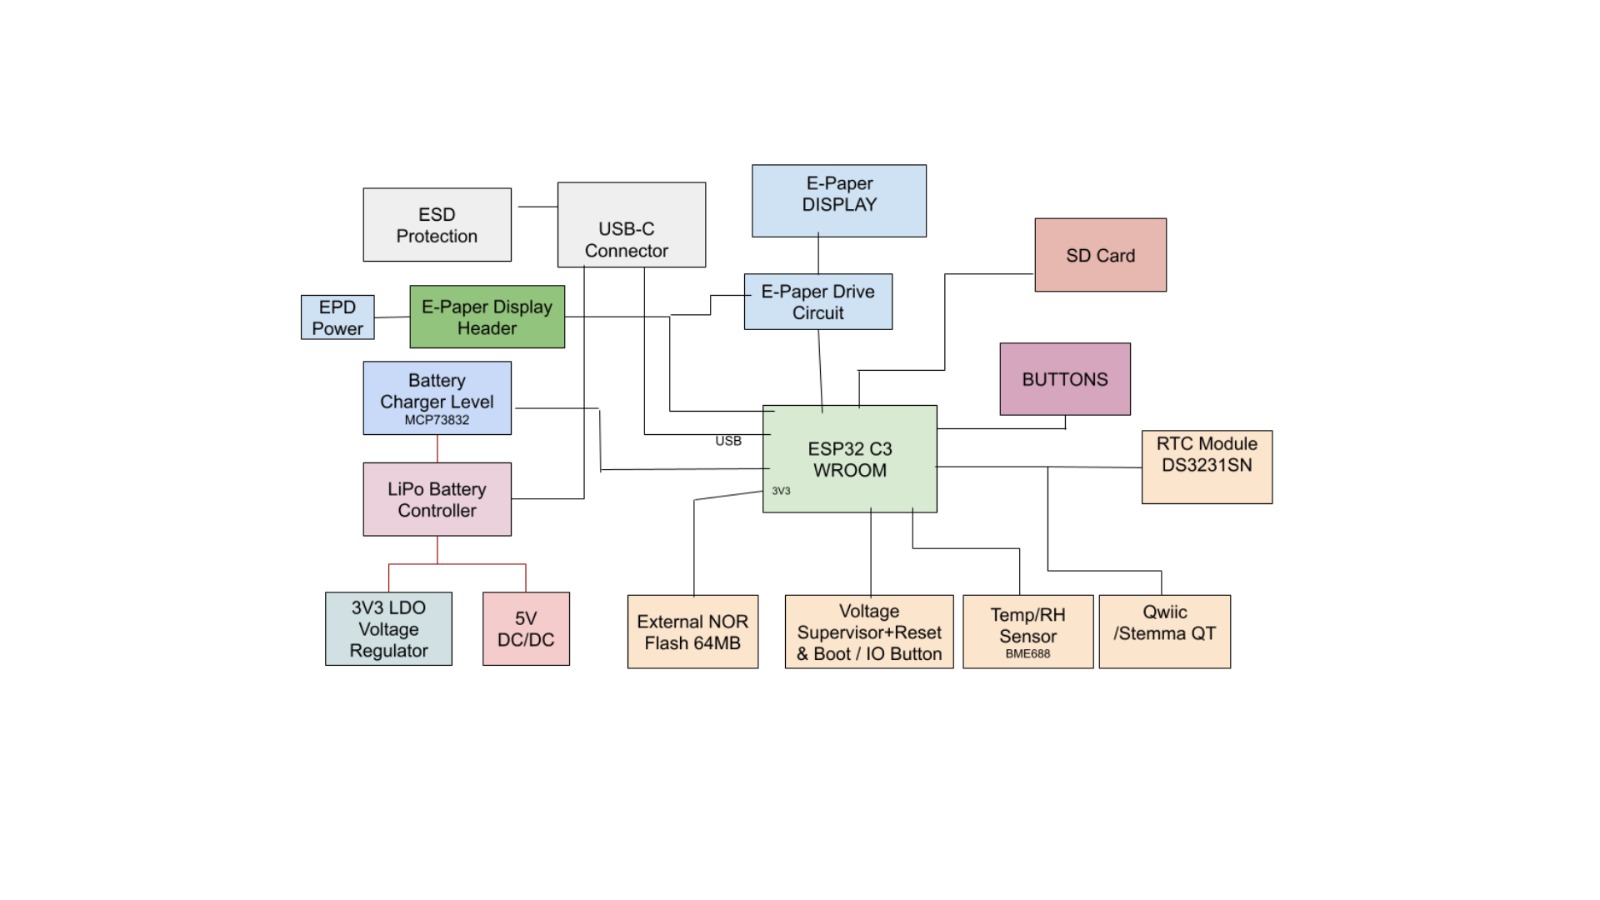 E-Paper
DISPLAY
ESD
Protection
USB-C
Connector
SD Card
E-Paper Drive
Circuit
EPD
Power
E-Paper Display
Header
BUTTONS
Battery
Charger Level
MCP73832
USB
ESP32 C3
WROOM
3V3
RTC Module
DS3231SN
LiPo Battery
Controller
3V3 LDO
Voltage
Regulator
5V
DC/DC
External NOR
Flash 64MB
Voltage
Supervisor+Reset
& Boot / IO Button
Temp/RH
Sensor
BME688
Qwiic
/Stemma QT